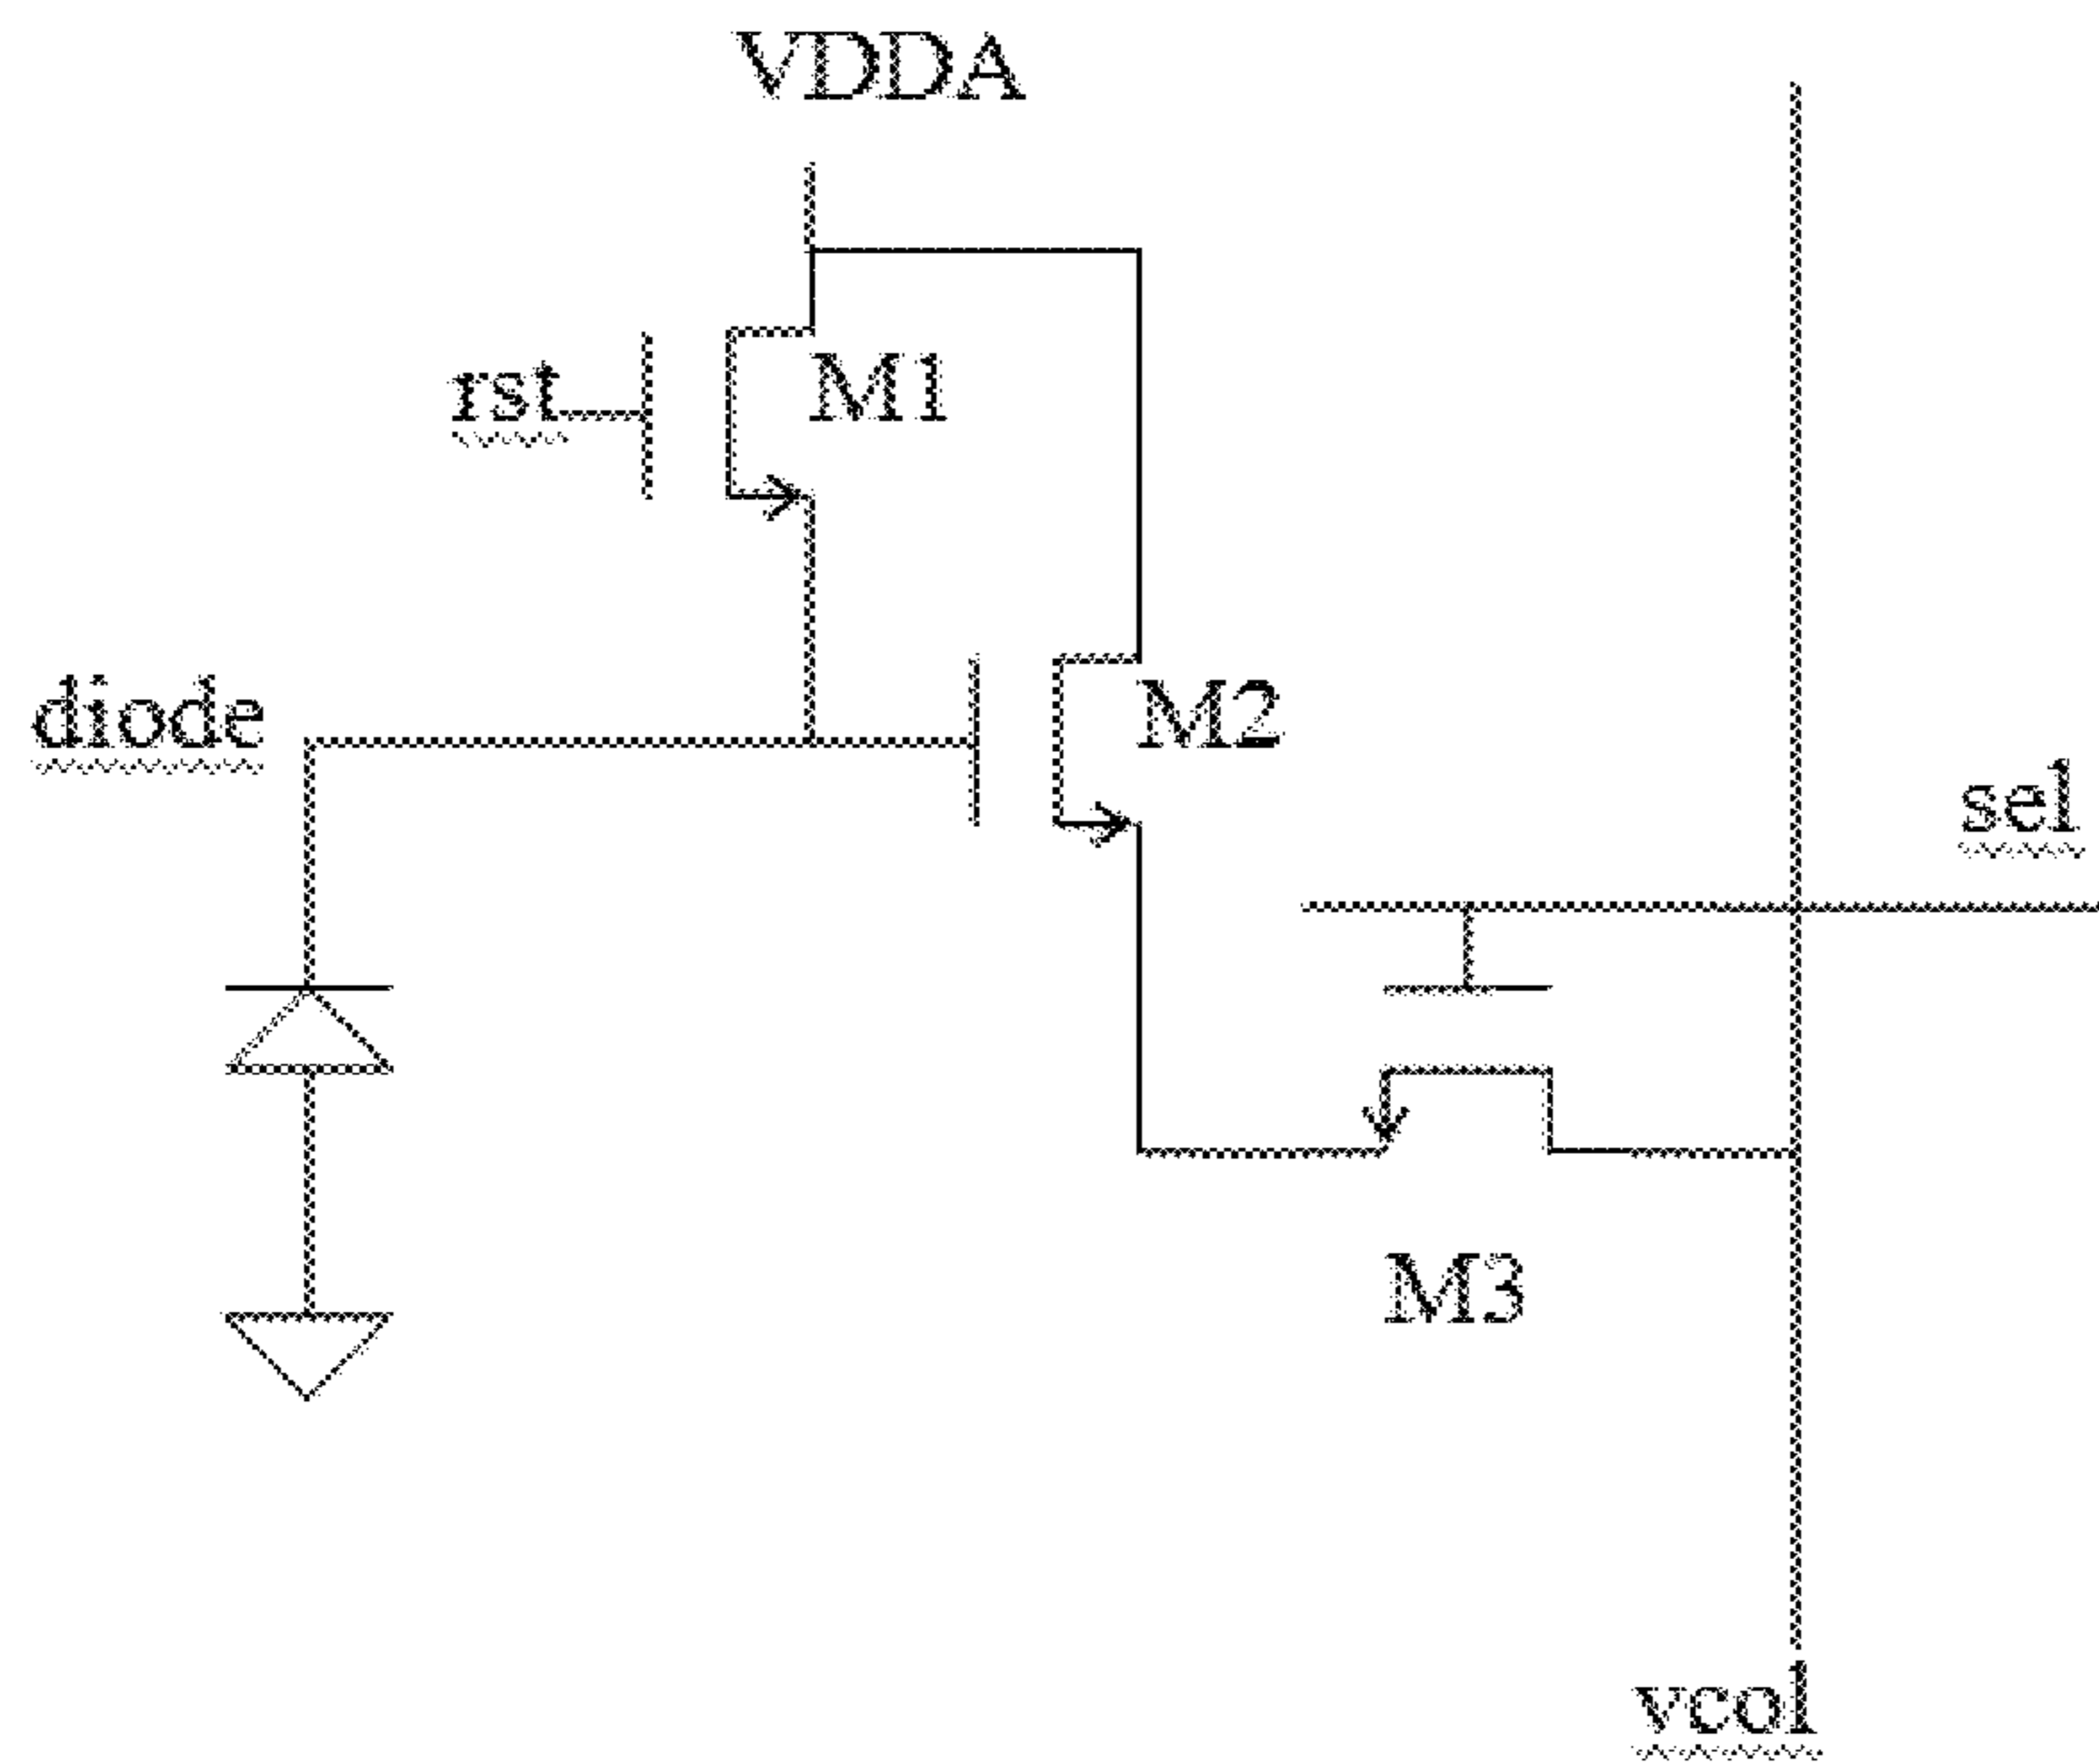 VDDA
rst
M1
diode
M2
sel
M3
vcol